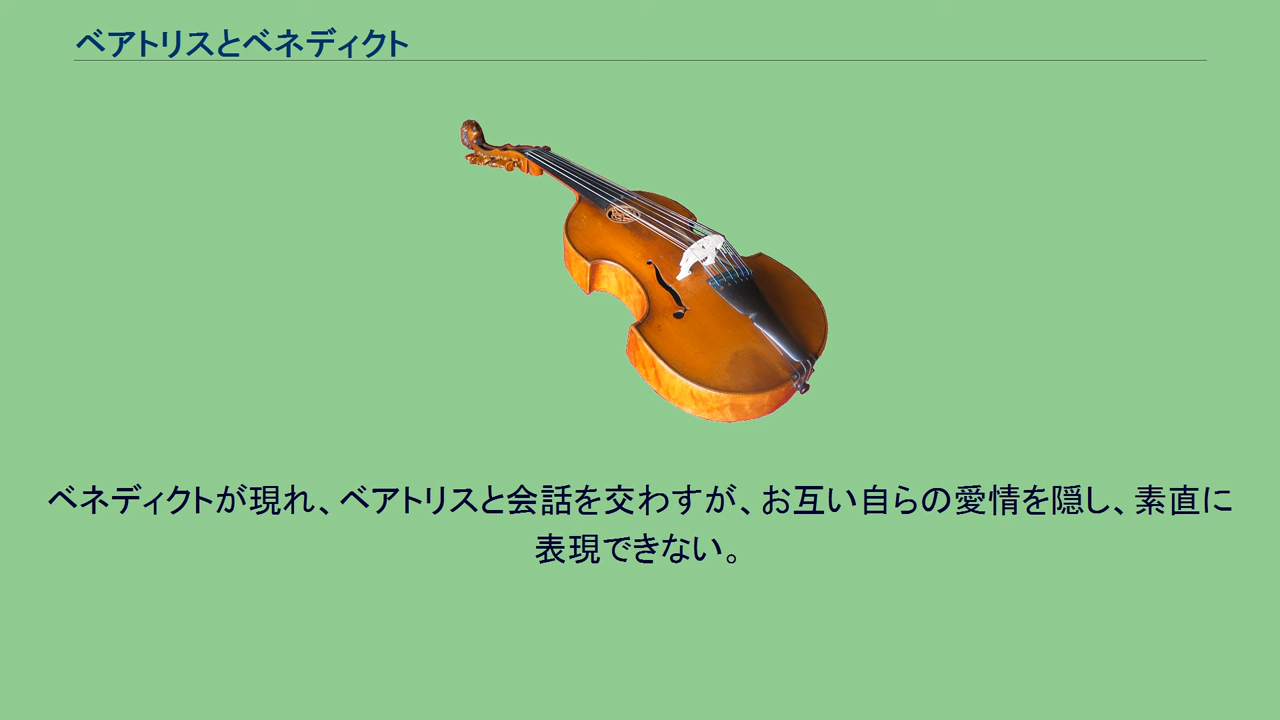 ベアトリスとベネディクト
ベネディクトが現れ、ベアトリスと会話を交わすが、お互い自らの愛情を隠し、素直に
表現できない。